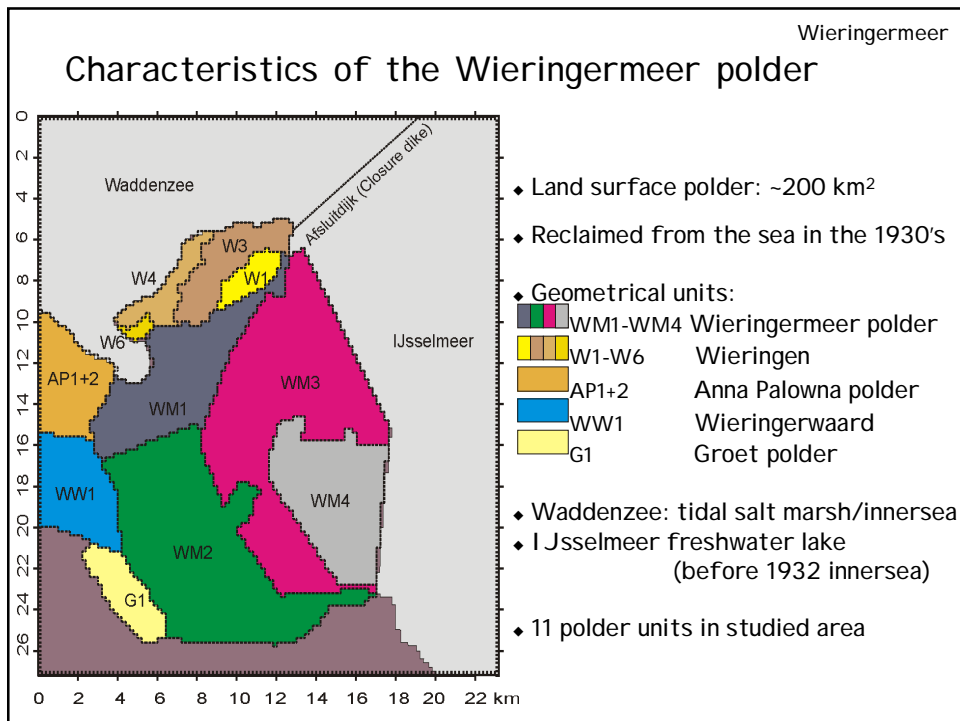 Wieringermeer
Characteristics of the Wieringermeer polder
0
2
4
6
8
10
12
14
16
18
20
22
24
26
0 2 4 6 8 10 12 14 16 18 20 22 km
Waddenzee
Afsluitdijk (Closure dike)
W3
W4
W1
W6
IJsselmeer
AP1+2
WM3
WM1
WW1
WM4
WM2
G1
◆ Land surface polder: ~200 km²
◆ Reclaimed from the sea in the 1930's
◆ Geometrical units:
WM1-WM4 Wieringermeer polder
W1-W6 Wieringen
AP1+2 Anna Palowna polder
WW1 Wieringerwaard
G1 Groet polder
◆ Waddenzee: tidal salt marsh/innersea
◆ IJsselmeer freshwater lake
(before 1932 innersea)
◆ 11 polder units in studied area